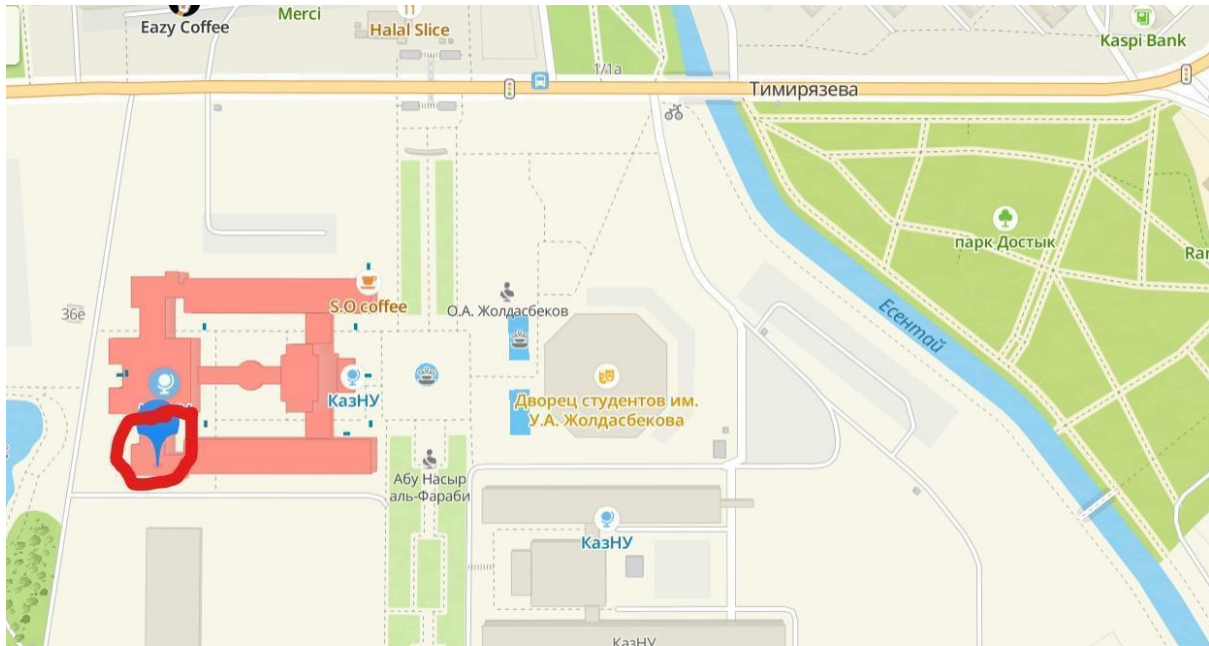 Merci
Eazy Coffee
Halal Slice
Kaspi Bank
1/1а
Тимирязева
парк Достык
S.O coffee
О.А. Жолдасбеков
36е
Есентай
КазНУ
Дворец студентов им.
У.А. Жолдасбекова
Абу Насыр
аль-Фараби
КазНУ
КазНУ